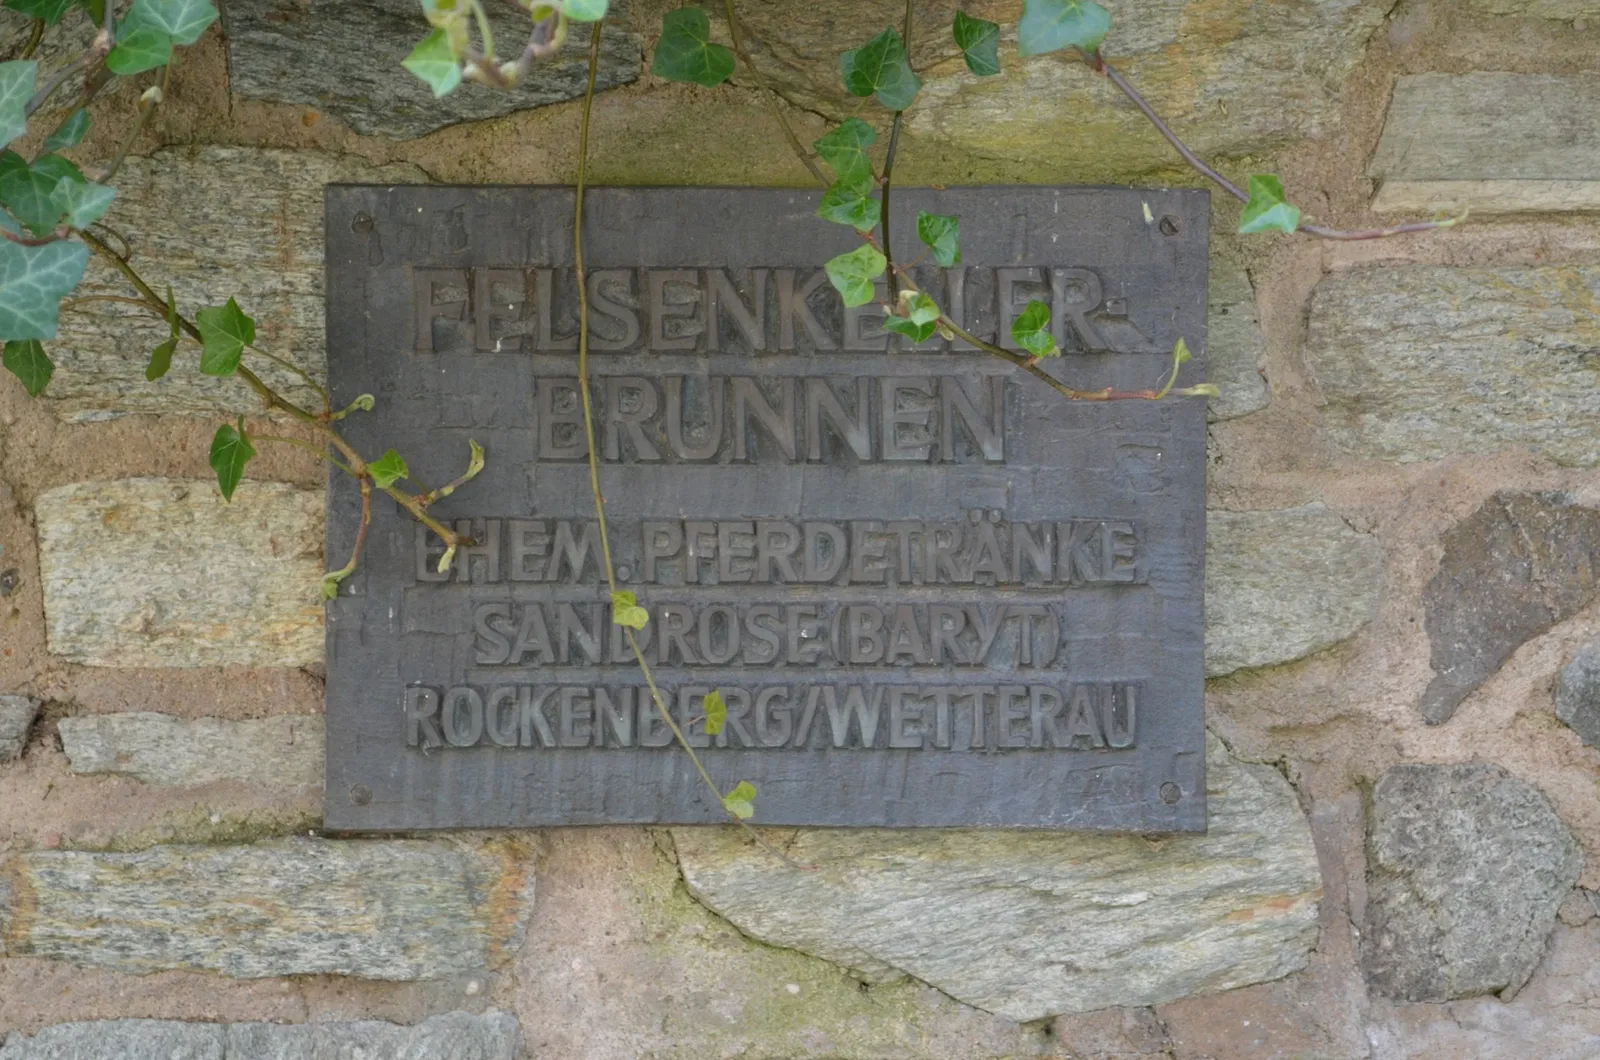 FELSENKELLER-
BRUNNEN
EHEM. PFERDETRÄNKE
SANDROSE (BARYT)
ROCKENBERG/WETTERAU